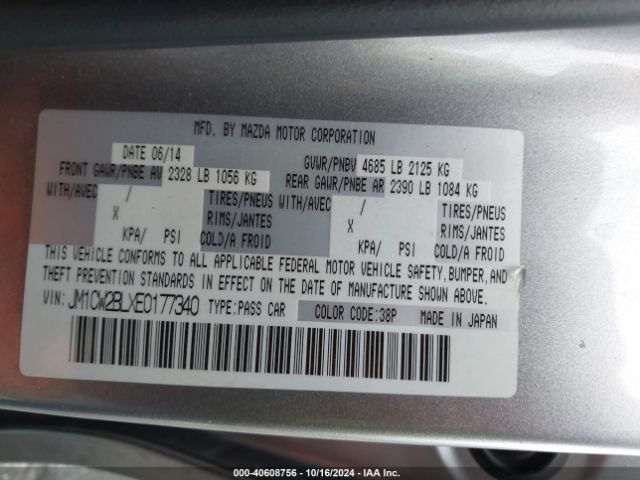 MFD. BY MAZDA MOTOR CORPORATION
DATE 06/14 GVWR/PNBV 4685 LB 2125 KG
FRONT GAWR/PNBE AV 2328 LB 1056 KG REAR GAWR/PNBE AR 2390 LB 1084 KG
WITH/AVEC / TIRES/PNEUS WITH/AVEC / TIRES/PNEUS
X RIMS/JANTES X RIMS/JANTES
KPA/ PSI COLD/A FROID KPA/ PSI COLD/A FROID
THIS VEHICLE CONFORMS TO ALL APPLICABLE FEDERAL MOTOR VEHICLE SAFETY, BUMPER, AND
THEFT PREVENTION STANDARDS IN EFFECT ON THE DATE OF MANUFACTURE SHOWN ABOVE.
VIN: JM1CW2BLXE0177340 TYPE: PASS CAR COLOR CODE: 38P MADE IN JAPAN
000-40608756 • 10/16/2024 • IAA Inc.